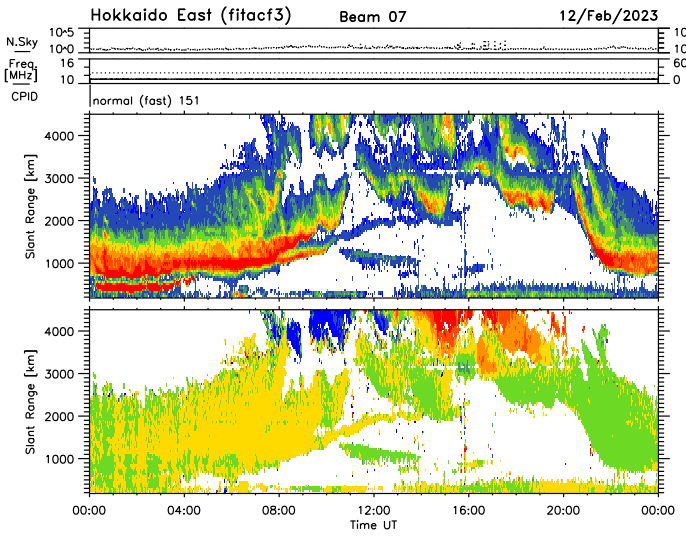 Hokkaido East (fitacf3) Beam 07 12/Feb/2023
N.Sky 10^5 10^0 10 10
Freq. [MHz] 16 10 60 0
CPID normal (fast) 151
Slant Range [km] 4000 3000 2000 1000
Slant Range [km] 4000 3000 2000 1000
00:00 04:00 08:00 12:00 16:00 20:00 00:00
Time UT